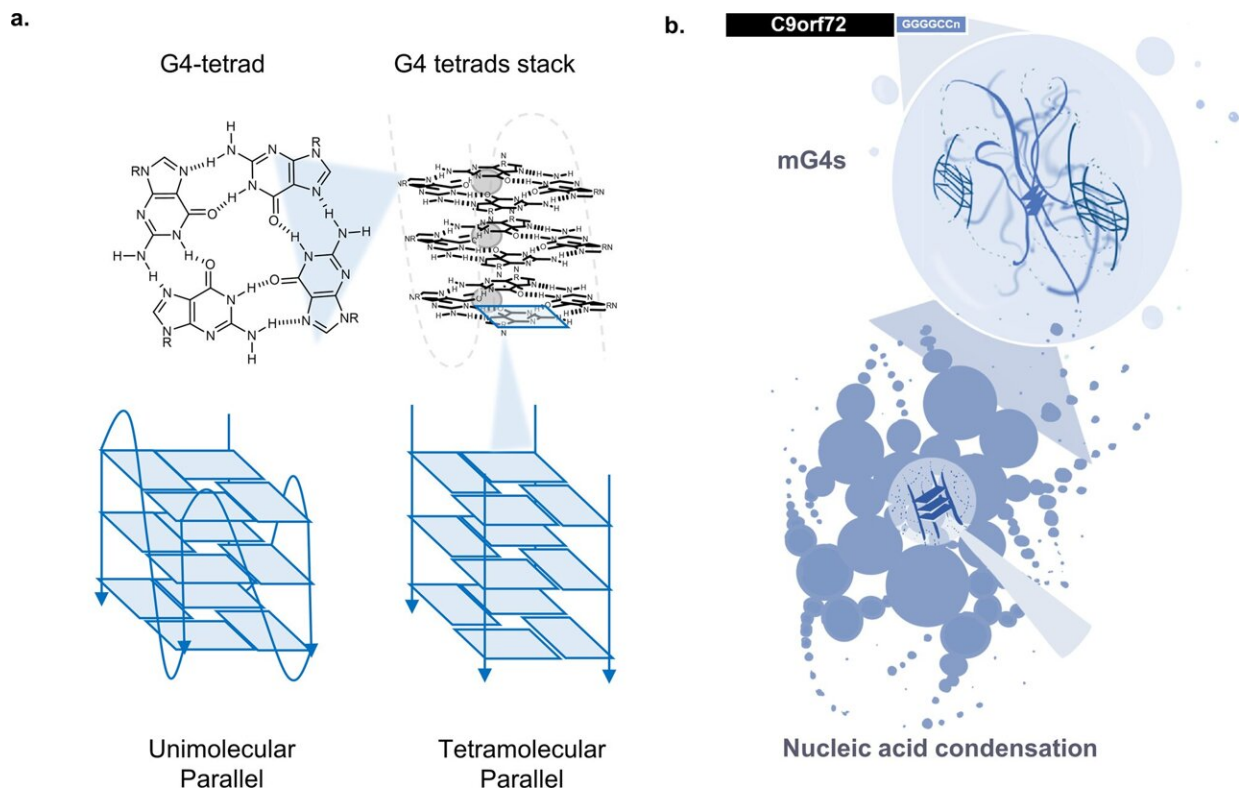 a.
G4-tetrad
G4 tetrads stack
Unimolecular
Parallel
Tetramolecular
Parallel
b.
C9orf72
GGGGCCn
mG4s
Nucleic acid condensation